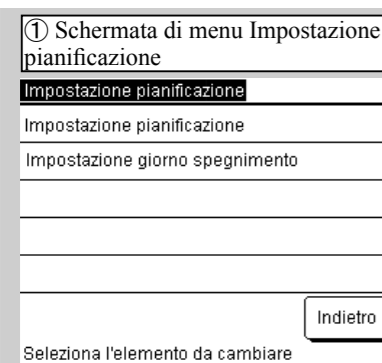 ① Schermata di menu Impostazione
pianificazione
Impostazione pianificazione
Impostazione pianificazione
Impostazione giorno spegnimento
Indietro
Seleziona l'elemento da cambiare